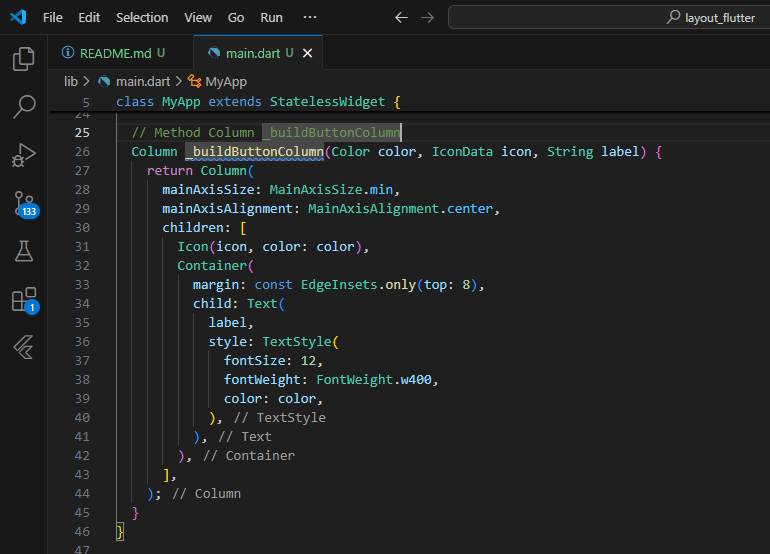 File Edit Selection View Go Run ··· ← → layout_flutter
README.md U main.dart U ×
lib > main.dart > MyApp
5 class MyApp extends StatelessWidget {
24
25 // Method Column _buildButtonColumn
26 Column _buildButtonColumn(Color color, IconData icon, String label) {
27 return Column(
28 mainAxisSize: MainAxisSize.min,
29 mainAxisAlignment: MainAxisAlignment.center,
30 children: [
31 Icon(icon, color: color),
32 Container(
33 margin: const EdgeInsets.only(top: 8),
34 child: Text(
35 label,
36 style: TextStyle(
37 fontSize: 12,
38 fontWeight: FontWeight.w400,
39 color: color,
40 ), // TextStyle
41 ), // Text
42 ), // Container
43 ],
44 ); // Column
45 }
46 }
47
133
1